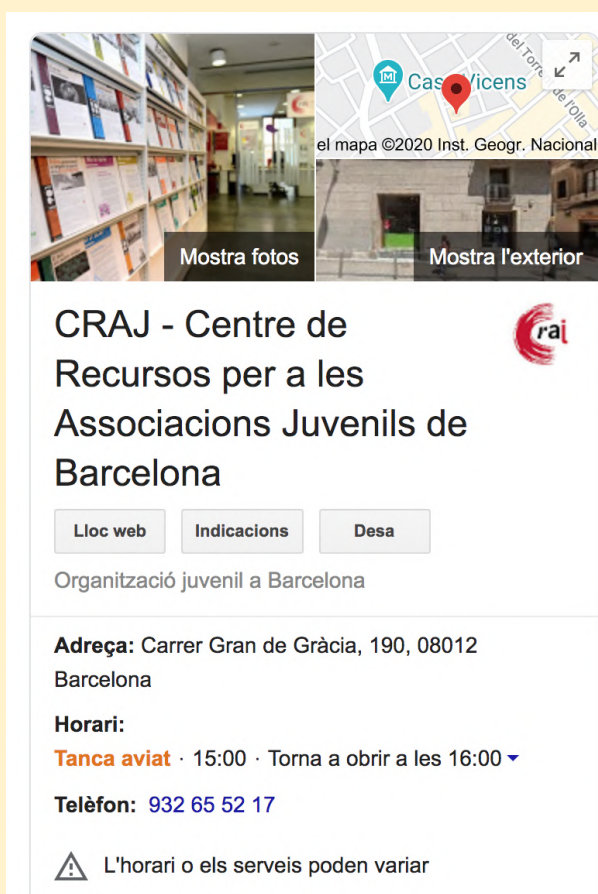 del Torre
de l'Olla
Cas Vicens
el mapa ©2020 Inst. Geogr. Nacional
Mostra fotos
Mostra l'exterior
CRAJ - Centre de
Recursos per a les
Associacions Juvenils de
Barcelona
craj
Lloc web
Indicacions
Desa
Organització juvenil a Barcelona
Adreça: Carrer Gran de Gràcia, 190, 08012
Barcelona
Horari:
Tanca aviat · 15:00 · Torna a obrir a les 16:00
Telèfon: 932 65 52 17
L'horari o els serveis poden variar